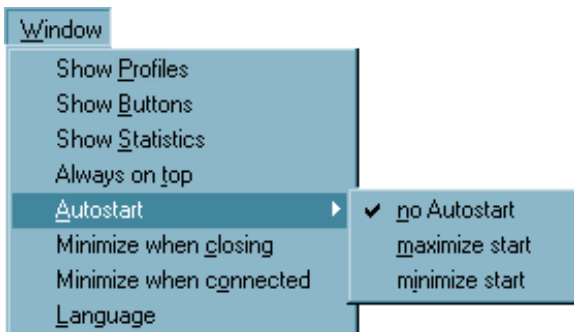 Window
Show Profiles
Show Buttons
Show Statistics
Always on top
Autostart
no Autostart
maximize start
minimize start
Minimize when closing
Minimize when connected
Language